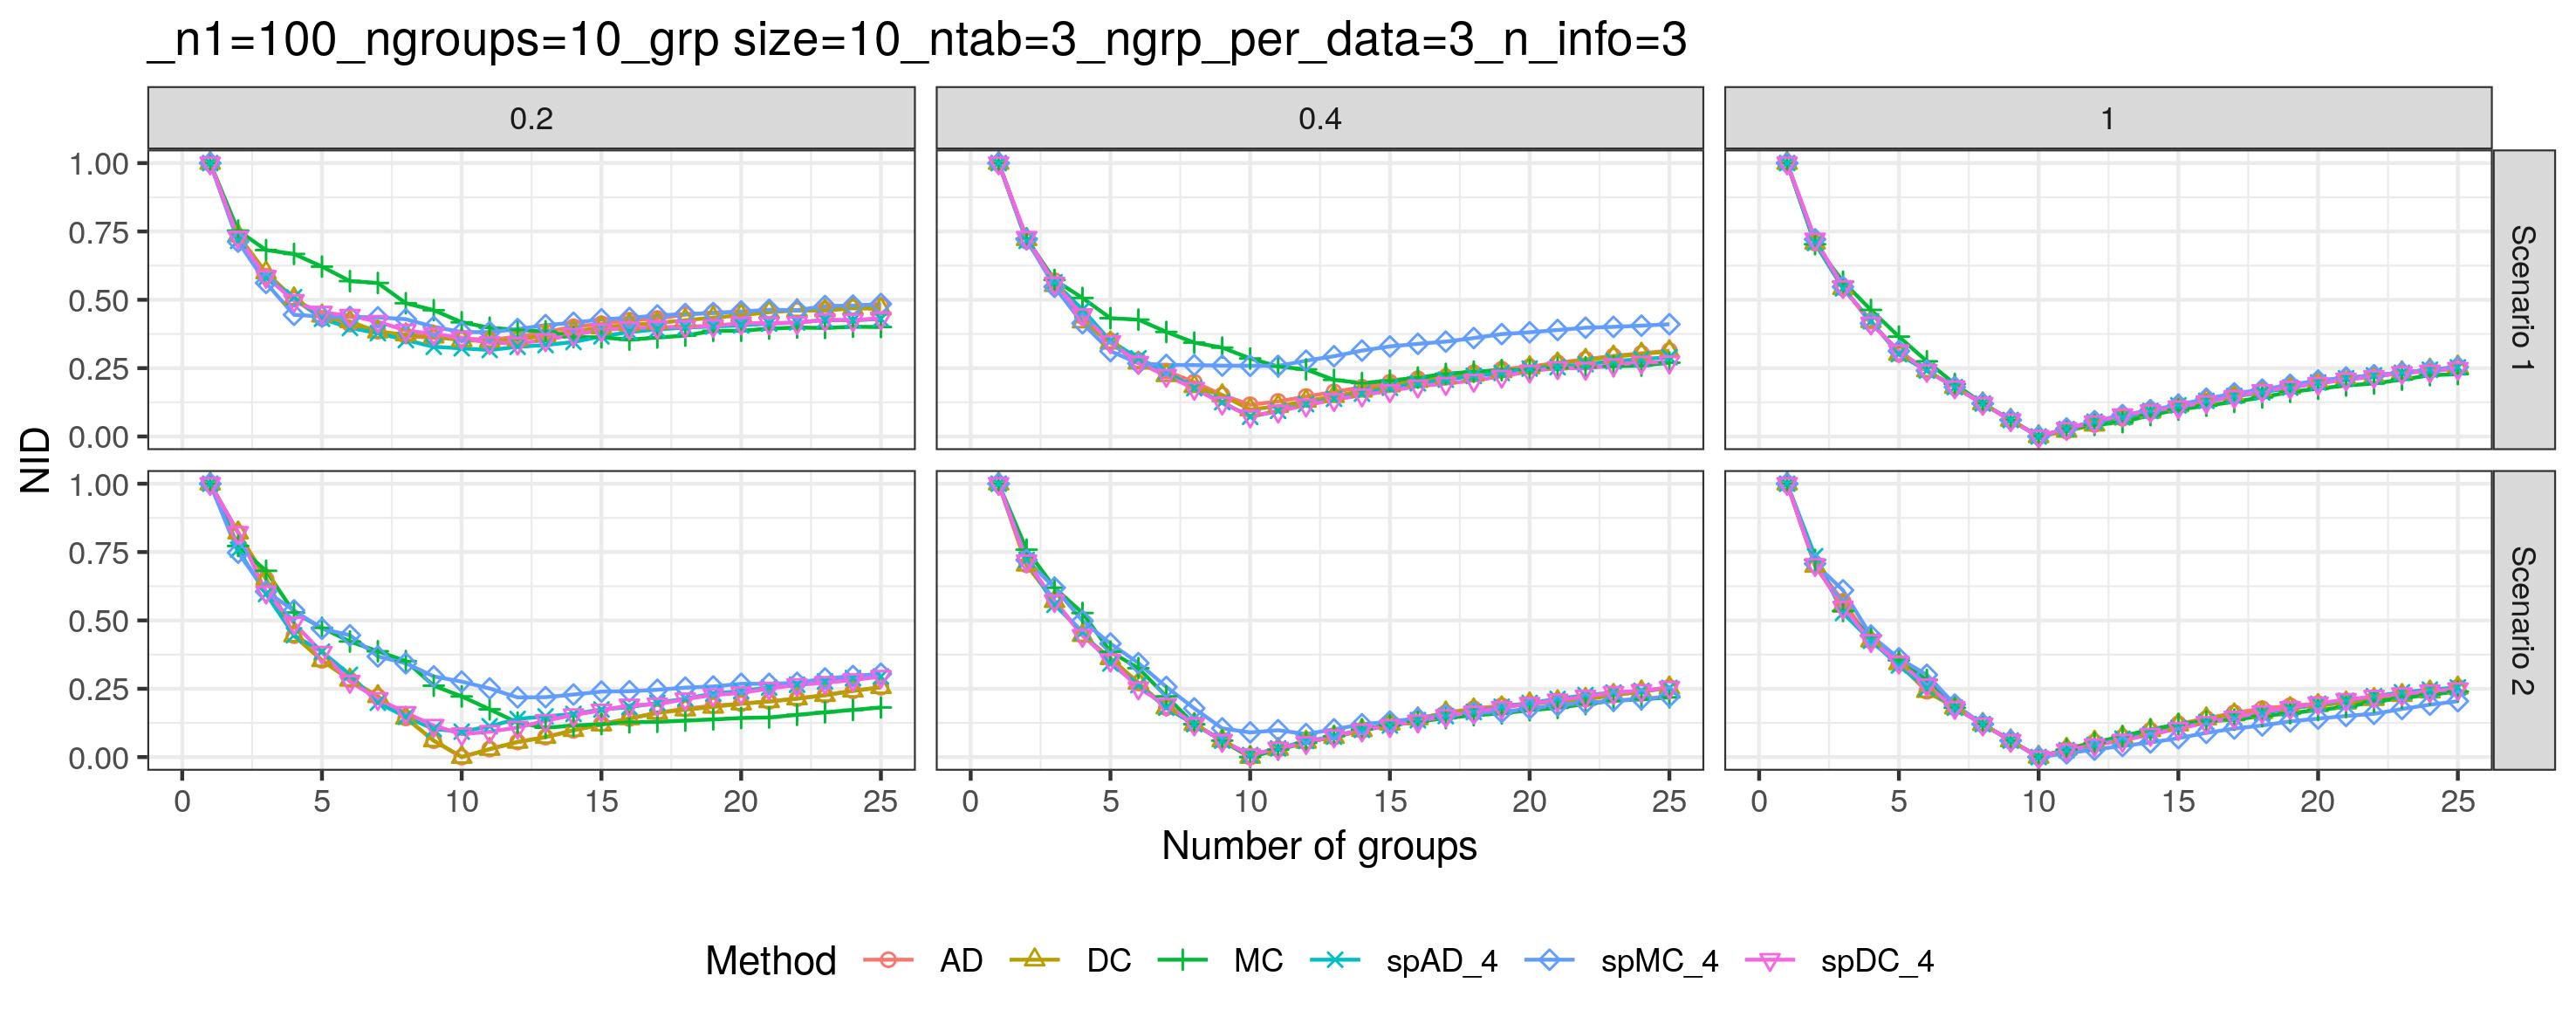 _n1=100_ngroups=10_grp size=10_ntab=3_ngrp_per_data=3_n_info=3
0.2 0.4 1
1.00
0.75
0.50
0.25
0.00
Scenario 1
NID
1.00
0.75
0.50
0.25
0.00
Scenario 2
0 5 10 15 20 25 0 5 10 15 20 25 0 5 10 15 20 25
Number of groups
Method AD DC MC spAD_4 spMC_4 spDC_4